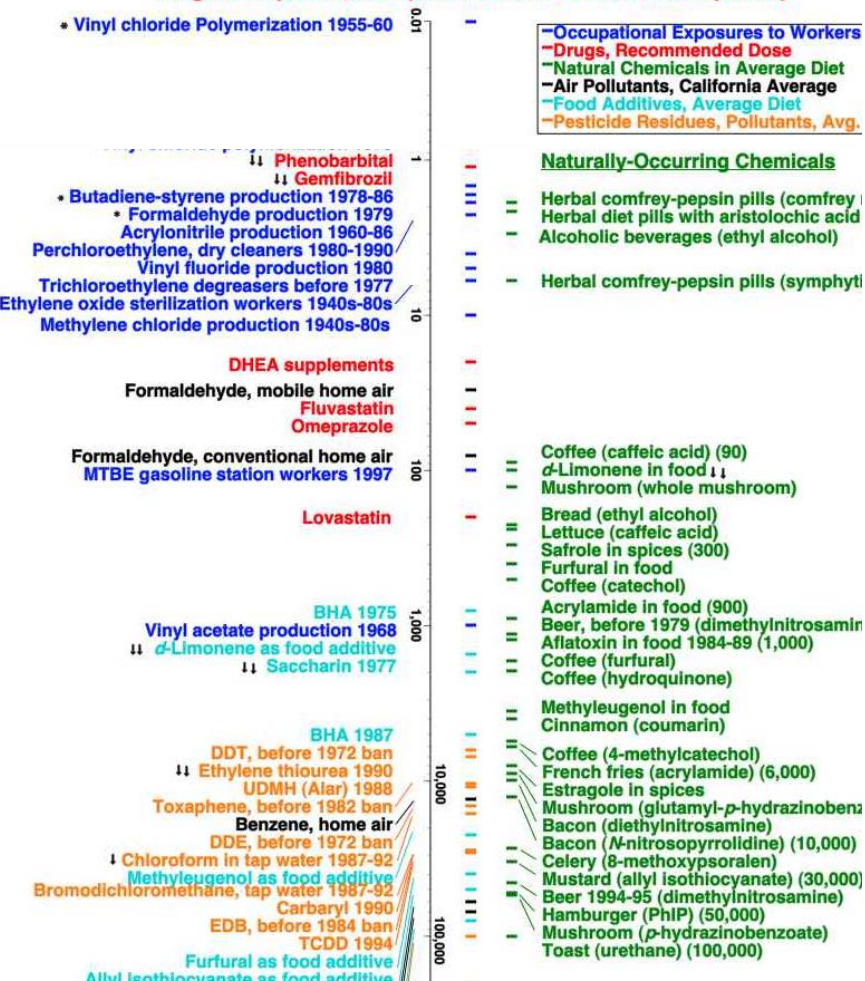 * Vinyl chloride Polymerization 1955-60
0.01
Occupational Exposures to Workers
Drugs, Recommended Dose
Natural Chemicals in Average Diet
Air Pollutants, California Average
Food Additives, Average Diet
Pesticide Residues, Pollutants, Avg.
1
↓↓ Phenobarbital
↓↓ Gemfibrozil
* Butadiene-styrene production 1978-86
* Formaldehyde production 1979
Acrylonitrile production 1960-86
Perchloroethylene, dry cleaners 1980-1990
Vinyl fluoride production 1980
Trichloroethylene degreasers before 1977
Ethylene oxide sterilization workers 1940s-80s
Methylene chloride production 1940s-80s
10
DHEA supplements
Formaldehyde, mobile home air
Fluvastatin
Omeprazole
Formaldehyde, conventional home air
MTBE gasoline station workers 1997
100
Lovastatin
BHA 1975
Vinyl acetate production 1968
1,000
↓↓ d-Limonene as food additive
↓↓ Saccharin 1977
BHA 1987
DDT, before 1972 ban
↓↓ Ethylene thiourea 1990
10,000
UDMH (Alar) 1988
Toxaphene, before 1982 ban
Benzene, home air
DDE, before 1972 ban
↓ Chloroform in tap water 1987-92
Methyleugenol as food additive
Bromodichloromethane, tap water 1987-92
Carbaryl 1990
EDB, before 1984 ban
TCDD 1994
100,000
Furfural as food additive
Allyl isothiocyanate as food additive
Naturally-Occurring Chemicals
Herbal comfrey-pepsin pills (comfrey
Herbal diet pills with aristolochic acid
Alcoholic beverages (ethyl alcohol)
Herbal comfrey-pepsin pills (symphyti
Coffee (caffeic acid) (90)
d-Limonene in food ↓↓
Mushroom (whole mushroom)
Bread (ethyl alcohol)
Lettuce (caffeic acid)
Safrole in spices (300)
Furfural in food
Coffee (catechol)
Acrylamide in food (900)
Beer, before 1979 (dimethylnitrosamin
Aflatoxin in food 1984-89 (1,000)
Coffee (furfural)
Coffee (hydroquinone)
Methyleugenol in food
Cinnamon (coumarin)
Coffee (4-methylcatechol)
French fries (acrylamide) (6,000)
Estragole in spices
Mushroom (glutamyl-p-hydrazinobenz
Bacon (diethylnitrosamine)
Bacon (N-nitrosopyrrolidine) (10,000)
Celery (8-methoxypsoralen)
Mustard (allyl isothiocyanate) (30,000)
Beer 1994-95 (dimethylnitrosamine)
Hamburger (PhIP) (50,000)
Mushroom (p-hydrazinobenzoate)
Toast (urethane) (100,000)